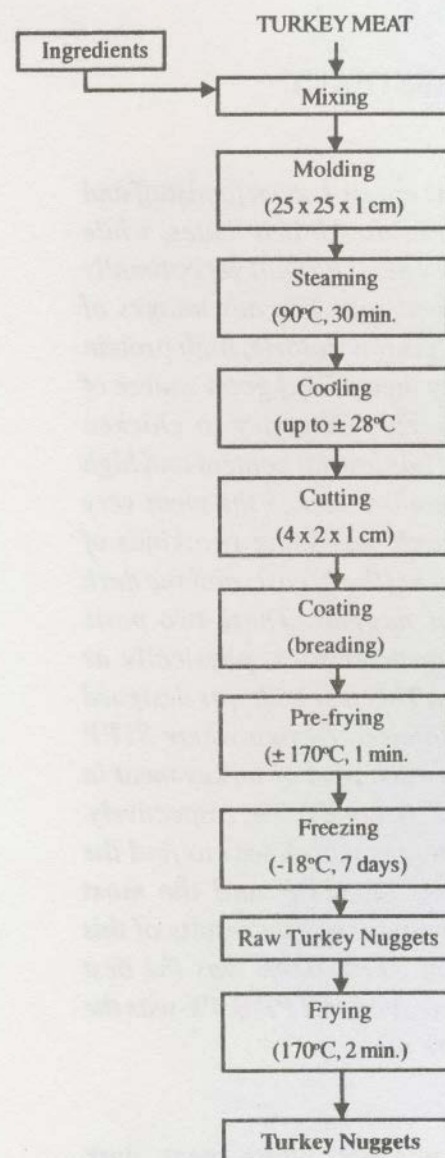 TURKEY MEAT
Ingredients
Mixing
Molding
(25 x 25 x 1 cm)
Steaming
(90ºC, 30 min.
Cooling
(up to ± 28ºC
Cutting
(4 x 2 x 1 cm)
Coating
(breading)
Pre-frying
(± 170ºC, 1 min.
Freezing
(-18ºC, 7 days)
Raw Turkey Nuggets
Frying
(170ºC, 2 min.)
Turkey Nuggets